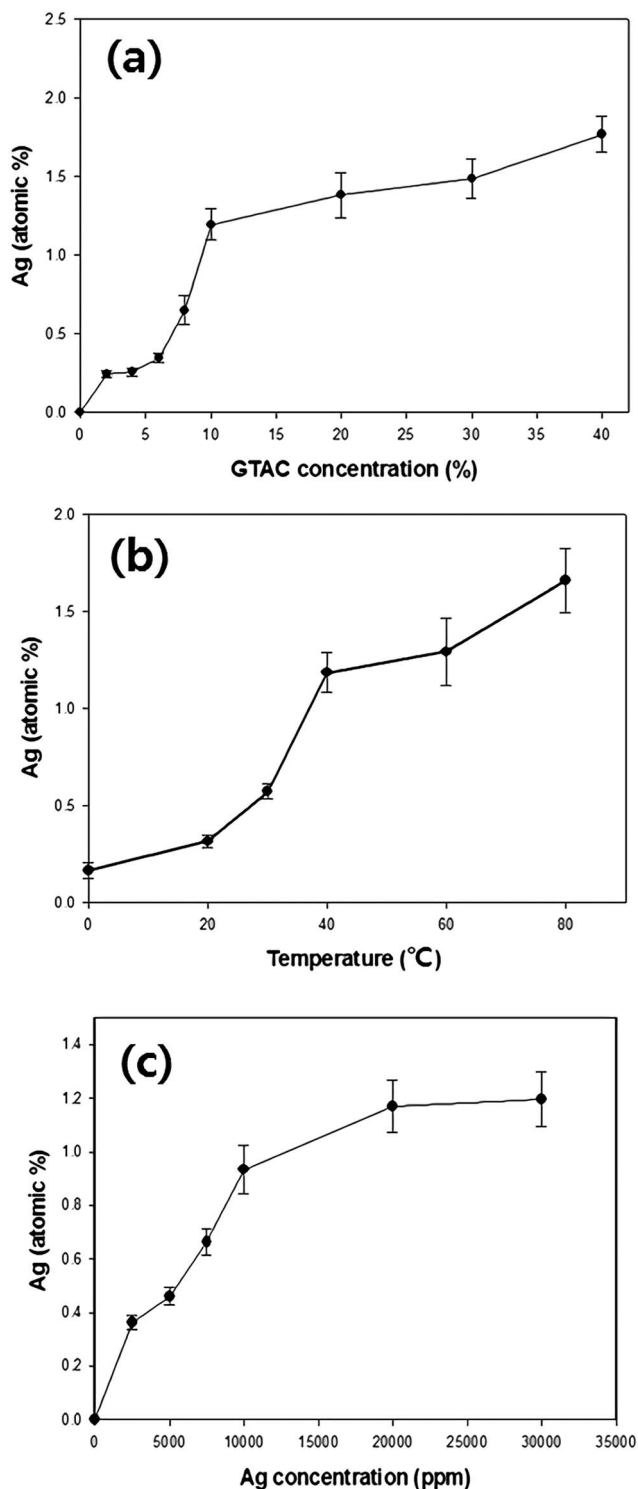 (a)
Ag (atomic %)
2.5
2.0
1.5
1.0
0.5
0.0
0 5 10 15 20 25 30 35 40
GTAC concentration (%)
(b)
Ag (atomic %)
2.0
1.5
1.0
0.5
0.0
0 20 40 60 80
Temperature (℃)
(c)
Ag (atomic %)
1.4
1.2
1.0
0.8
0.6
0.4
0.2
0.0
0 5000 10000 15000 20000 25000 30000 35000
Ag concentration (ppm)